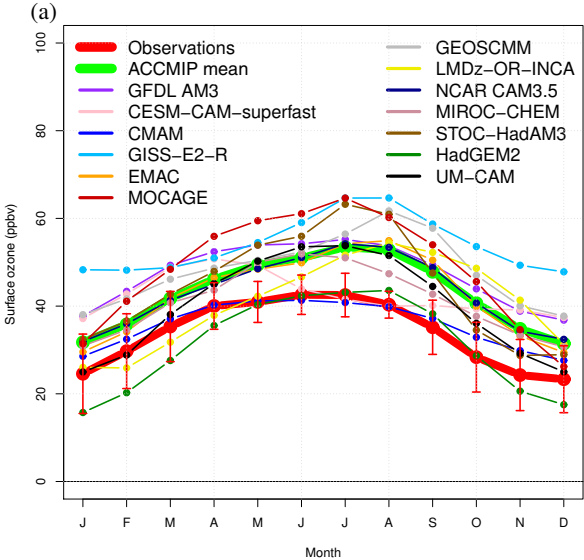 (a)
Observations
ACCMIP mean
GFDL AM3
CESM−CAM−superfast
CMAM
GISS−E2−R
EMAC
MOCAGE
GEOSCMM
LMDz−OR−INCA
NCAR CAM3.5
MIROC−CHEM
STOC−HadAM3
HadGEM2
UM−CAM
Surface ozone (ppbv)
100
80
60
40
20
0
J F M A M J J A S O N D
Month